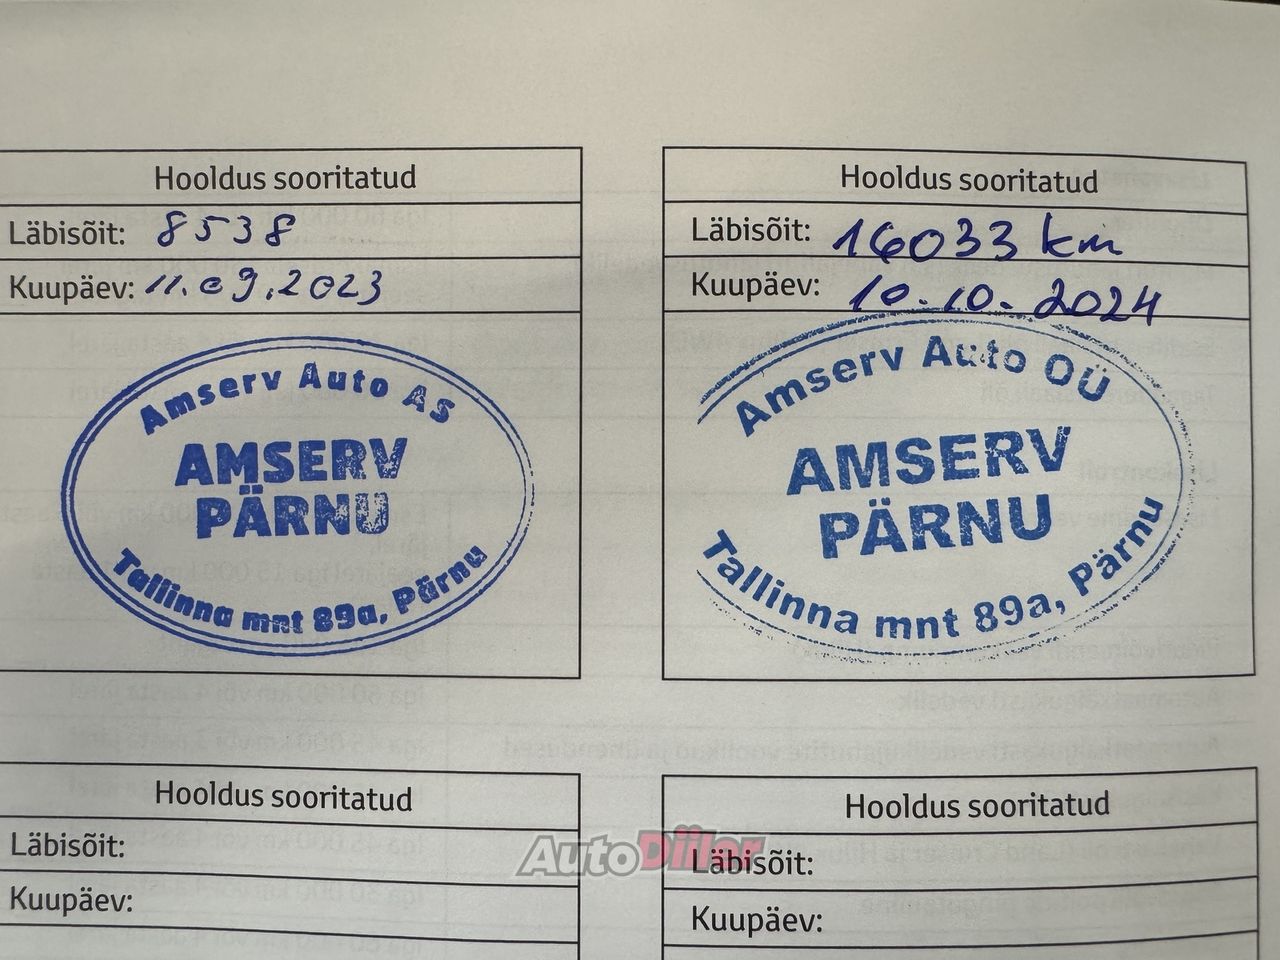 Hooldus sooritatud
Läbisõit: 8538
Kuupäev: 11.09.2023
Amserv Auto AS
AMSERV
PÄRNU
Tallinna mnt 89a, Pärnu
Hooldus sooritatud
Läbisõit: 16033 km
Kuupäev: 10.10.2024
Amserv Auto OÜ
AMSERV
PÄRNU
Tallinna mnt 89a, Pärnu
Hooldus sooritatud
Läbisõit:
Kuupäev:
Hooldus sooritatud
Läbisõit:
Kuupäev:
AutoDiiler